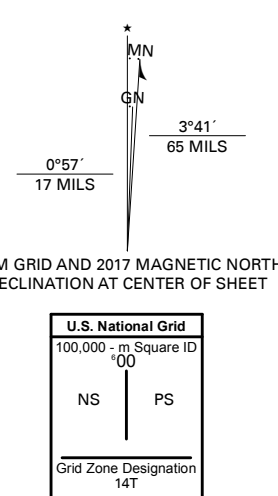 MN
GN
3°41´
65 MILS
0°57´
17 MILS
M GRID AND 2017 MAGNETIC NORTH
ECLINATION AT CENTER OF SHEET
U.S. National Grid
100,000 - m Square ID
⁶00
NS PS
Grid Zone Designation
14T